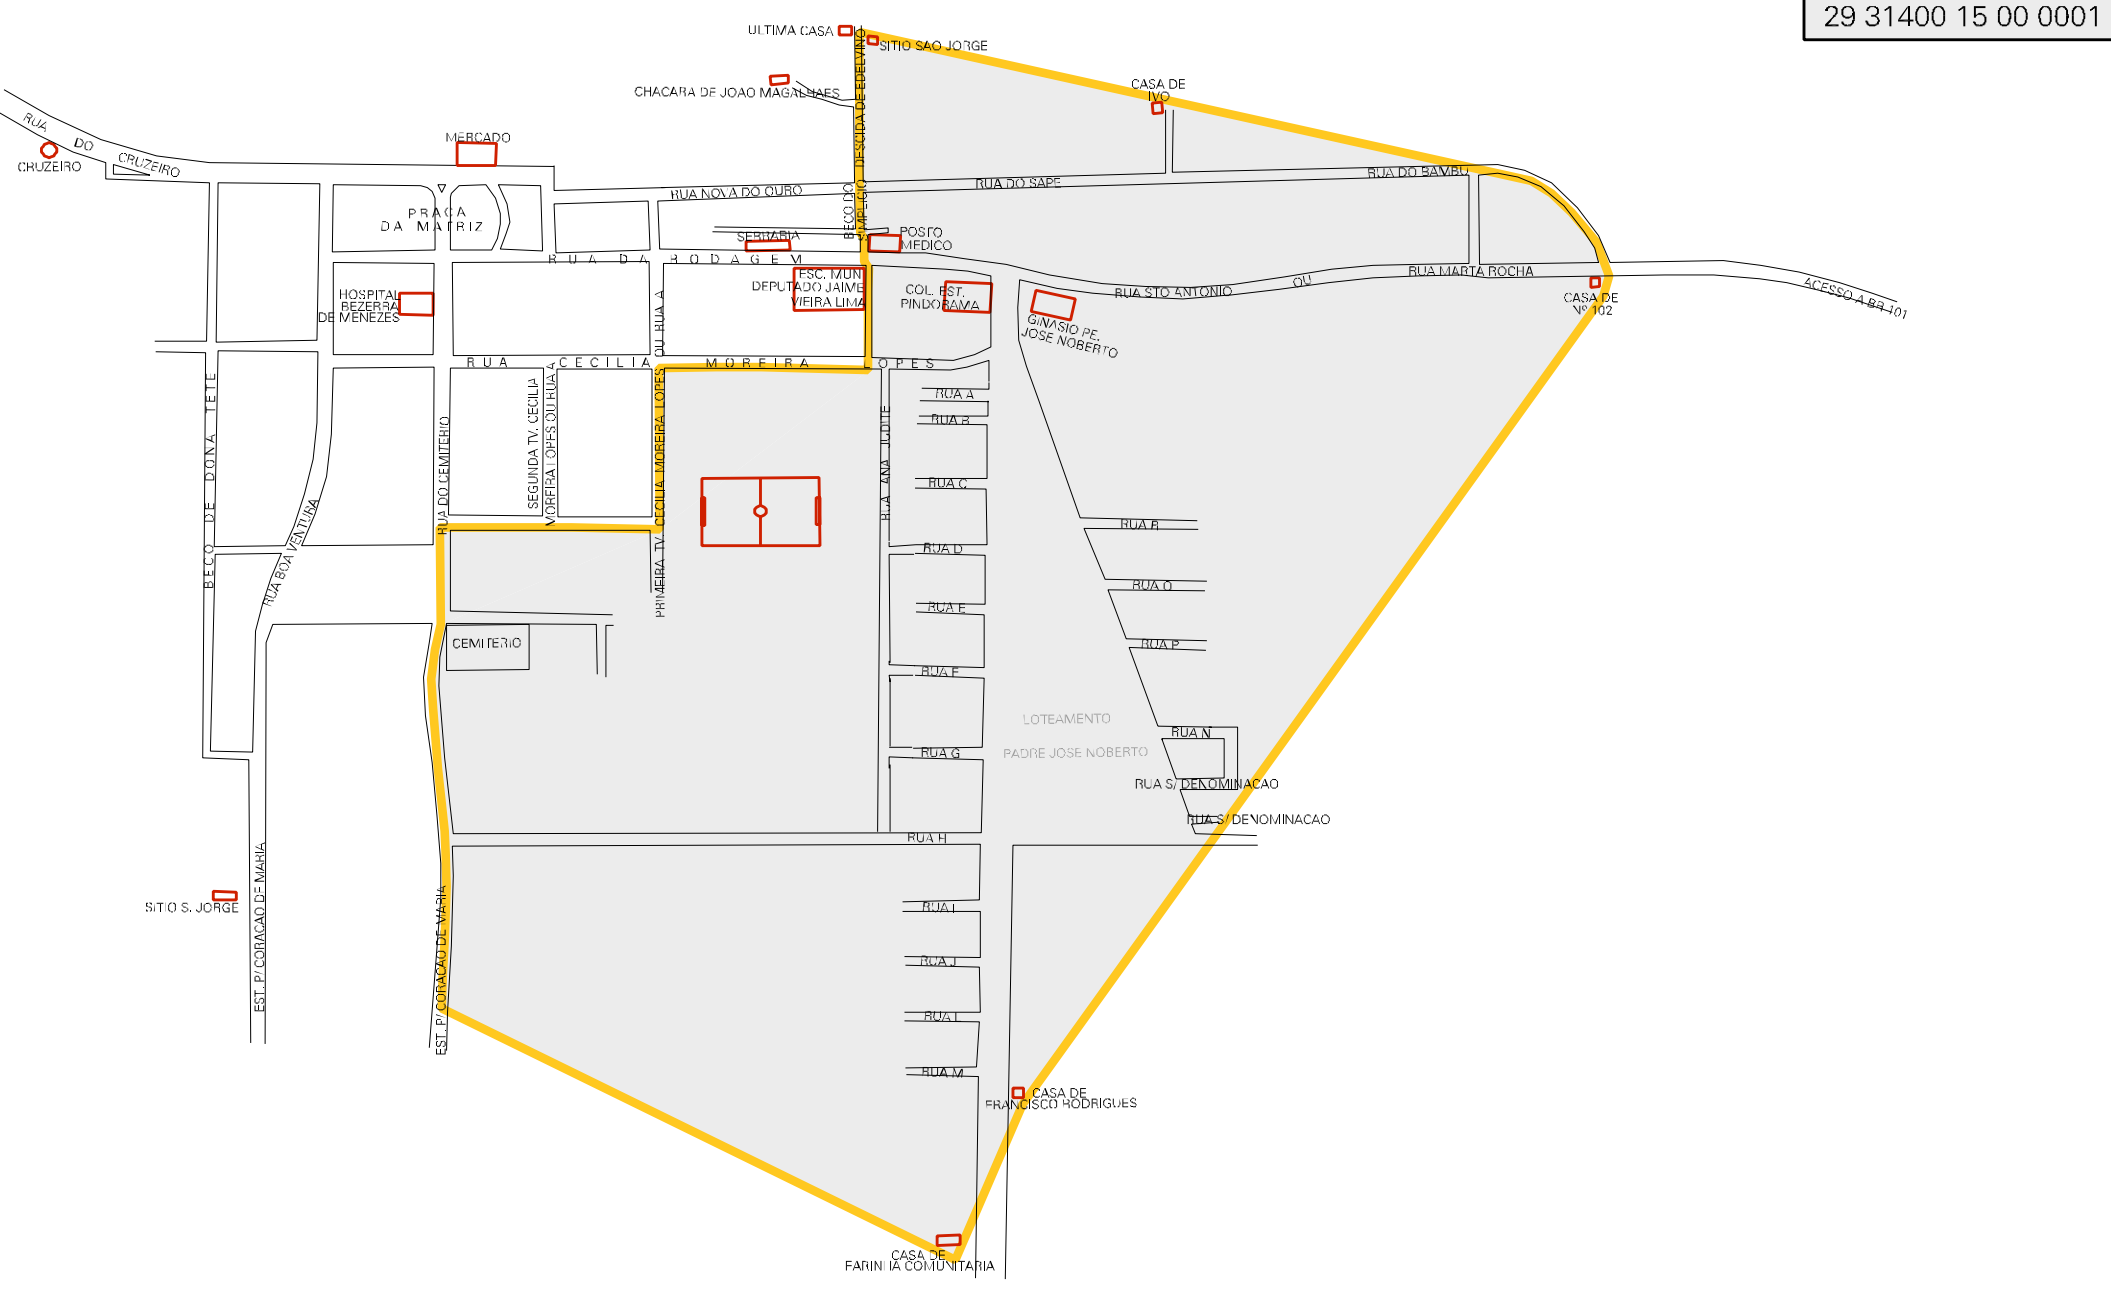 29 31400 15 00 0001
ULTIMA CASA
SITIO SAO JORGE
CHACARA DE JOAO MAGALHAES
CASA DE
IVO
BECO DO
SIMPLICIO DESCIDA DE EDELVINO
RUA DO CRUZEIRO
CRUZEIRO
MERCADO
RUA NOVA DO OURO
RUA DO SAPE
RUA DO BAMBU
PRACA
DA MATRIZ
SERRARIA
POSTO
MEDICO
RUA DA RODAGEM
ESC. MUN
DEPUTADO JAIME
VIEIRA LIMA
COL. EST.
PINDORAMA
GINASIO PE.
JOSE NOBERTO
RUA STO ANTONIO OU RUA MARTA ROCHA
CASA DE
Nº 102
ACESSO A BR 101
HOSPITAL
BEZERRA
DE MENEZES
RUA CECILIA MOREIRA LOPES
BECO DE DONA TETE
RUA BOA VENTURA
RUA DO CEMITERIO
SEGUNDA TV. CECILIA
MOREIRA LOPES OU RUA A
PRIMEIRA TV. CECILIA MOREIRA LOPES OU RUA A
RUA ANA JUDITE
RUA A
RUA B
RUA C
RUA D
RUA E
RUA F
RUA G
RUA H
RUA I
RUA J
RUA L
RUA M
RUA R
RUA Q
RUA P
RUA N
RUA S/ DENOMINACAO
RUA S/ DENOMINACAO
CEMITERIO
LOTEAMENTO
PADRE JOSE NOBERTO
SITIO S. JORGE
EST. P/ CORACAO DE MARIA
EST. P/ CORACAO DE MARIA
CASA DE
FRANCISCO RODRIGUES
CASA DE
FARINHA COMUNITARIA